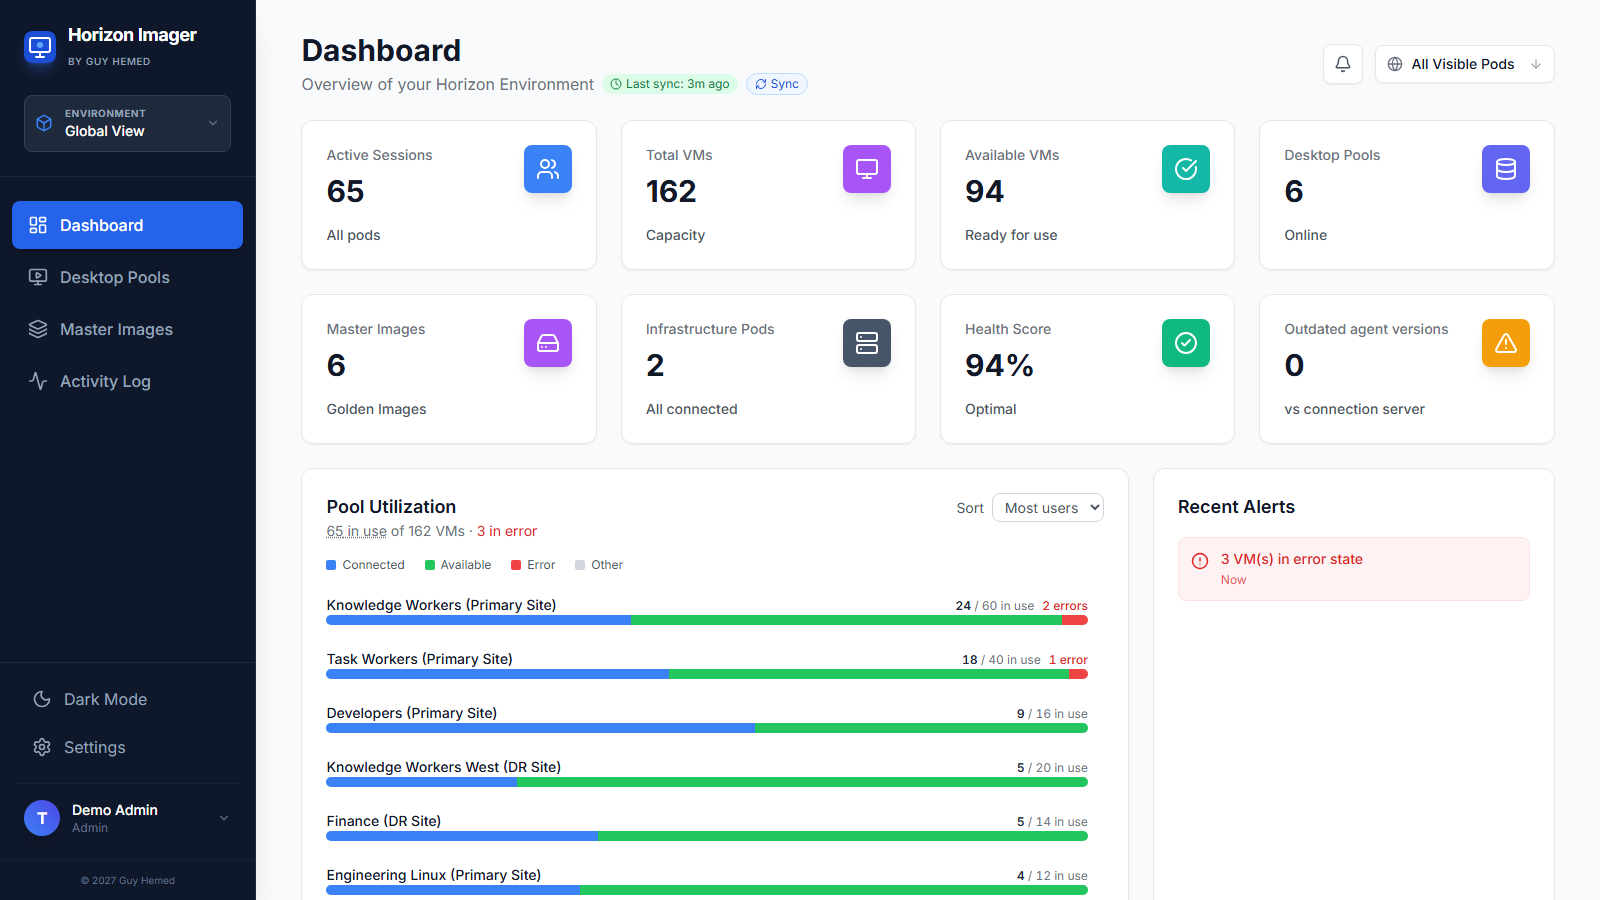 Horizon Imager
BY GUY HEMED
ENVIRONMENT
Global View
Dashboard
Desktop Pools
Master Images
Activity Log
Dark Mode
Settings
T
Demo Admin
Admin
© 2027 Guy Hemed
Dashboard
Overview of your Horizon Environment
Last sync: 3m ago
Sync
All Visible Pods
Active Sessions
65
All pods
Total VMs
162
Capacity
Available VMs
94
Ready for use
Desktop Pools
6
Online
Master Images
6
Golden Images
Infrastructure Pods
2
All connected
Health Score
94%
Optimal
Outdated agent versions
0
vs connection server
Pool Utilization
65 in use of 162 VMs · 3 in error
Sort
Most users
Connected
Available
Error
Other
Knowledge Workers (Primary Site)
24 / 60 in use 2 errors
Task Workers (Primary Site)
18 / 40 in use 1 error
Developers (Primary Site)
9 / 16 in use
Knowledge Workers West (DR Site)
5 / 20 in use
Finance (DR Site)
5 / 14 in use
Engineering Linux (Primary Site)
4 / 12 in use
Recent Alerts
3 VM(s) in error state
Now